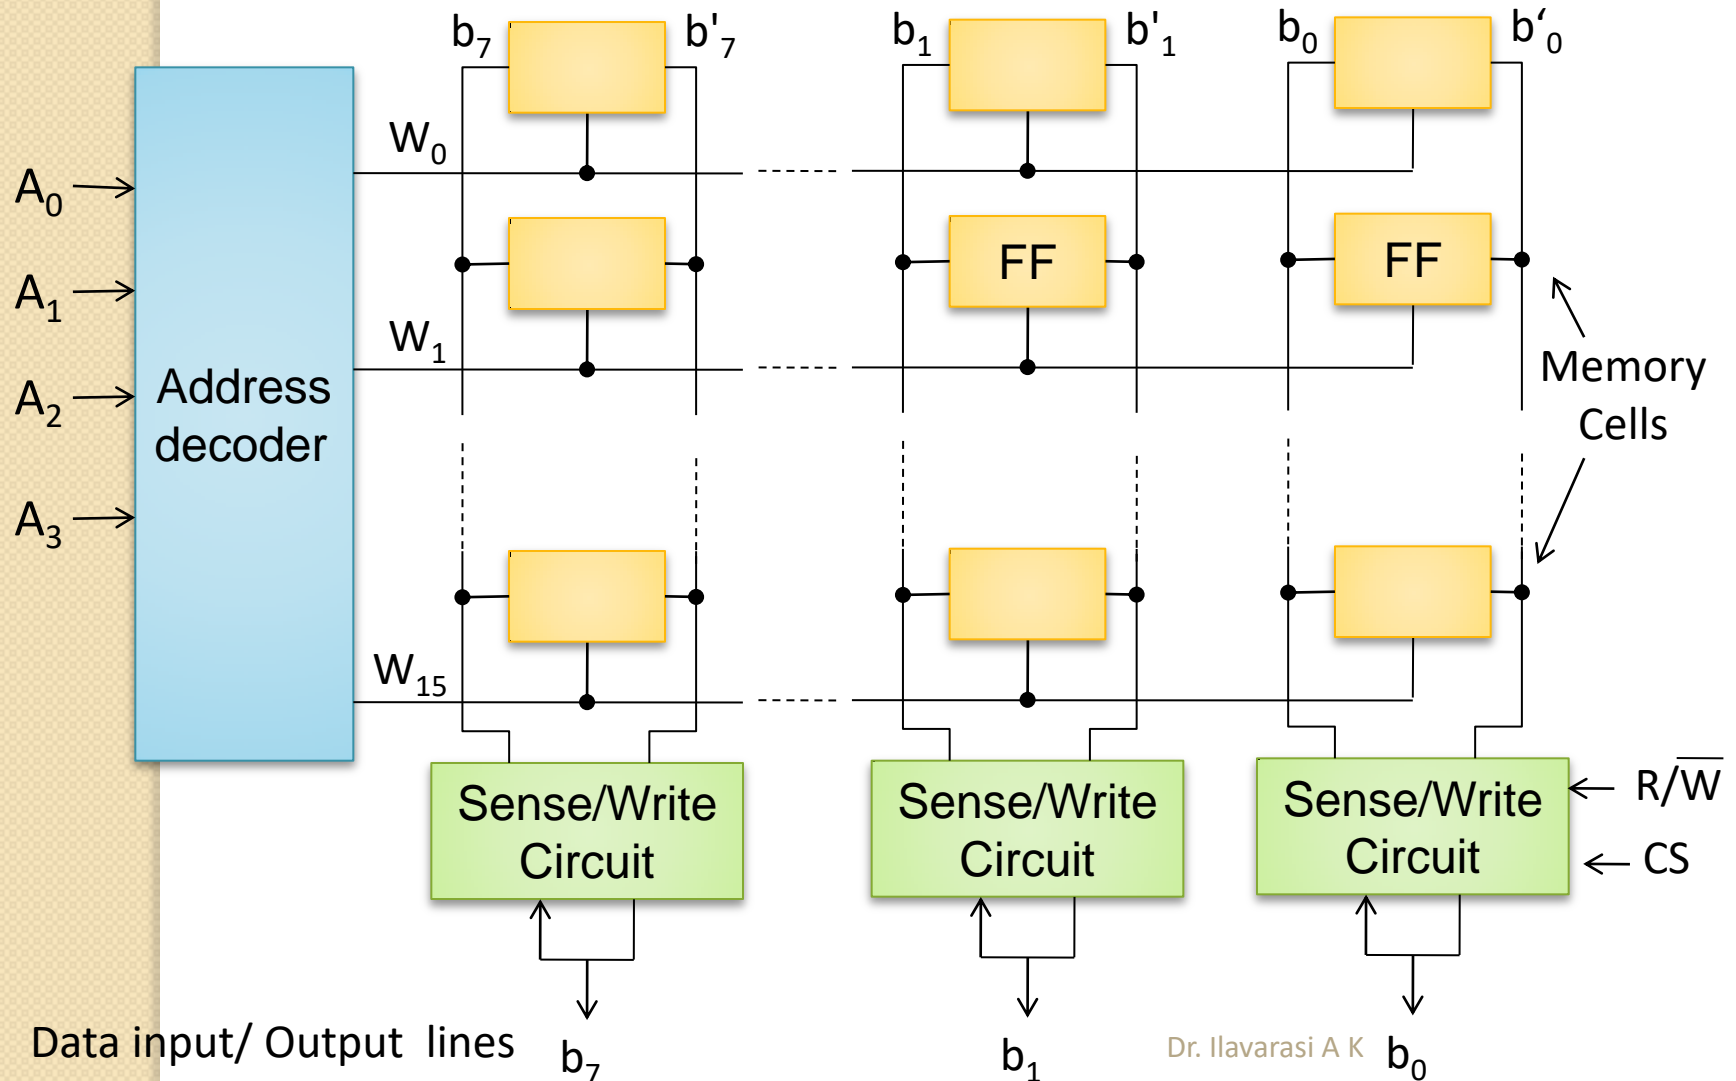 b₇ b'₇ b₁ b'₁ b₀ b‘₀
W₀
A₀
FF FF
A₁
W₁
Memory
Cells
A₂
Address
decoder
A₃
W₁₅
Sense/Write
Circuit
Sense/Write
Circuit
Sense/Write
Circuit
R/W̅
CS
Data input/ Output lines
b₇ b₁ b₀
Dr. Ilavarasi A K